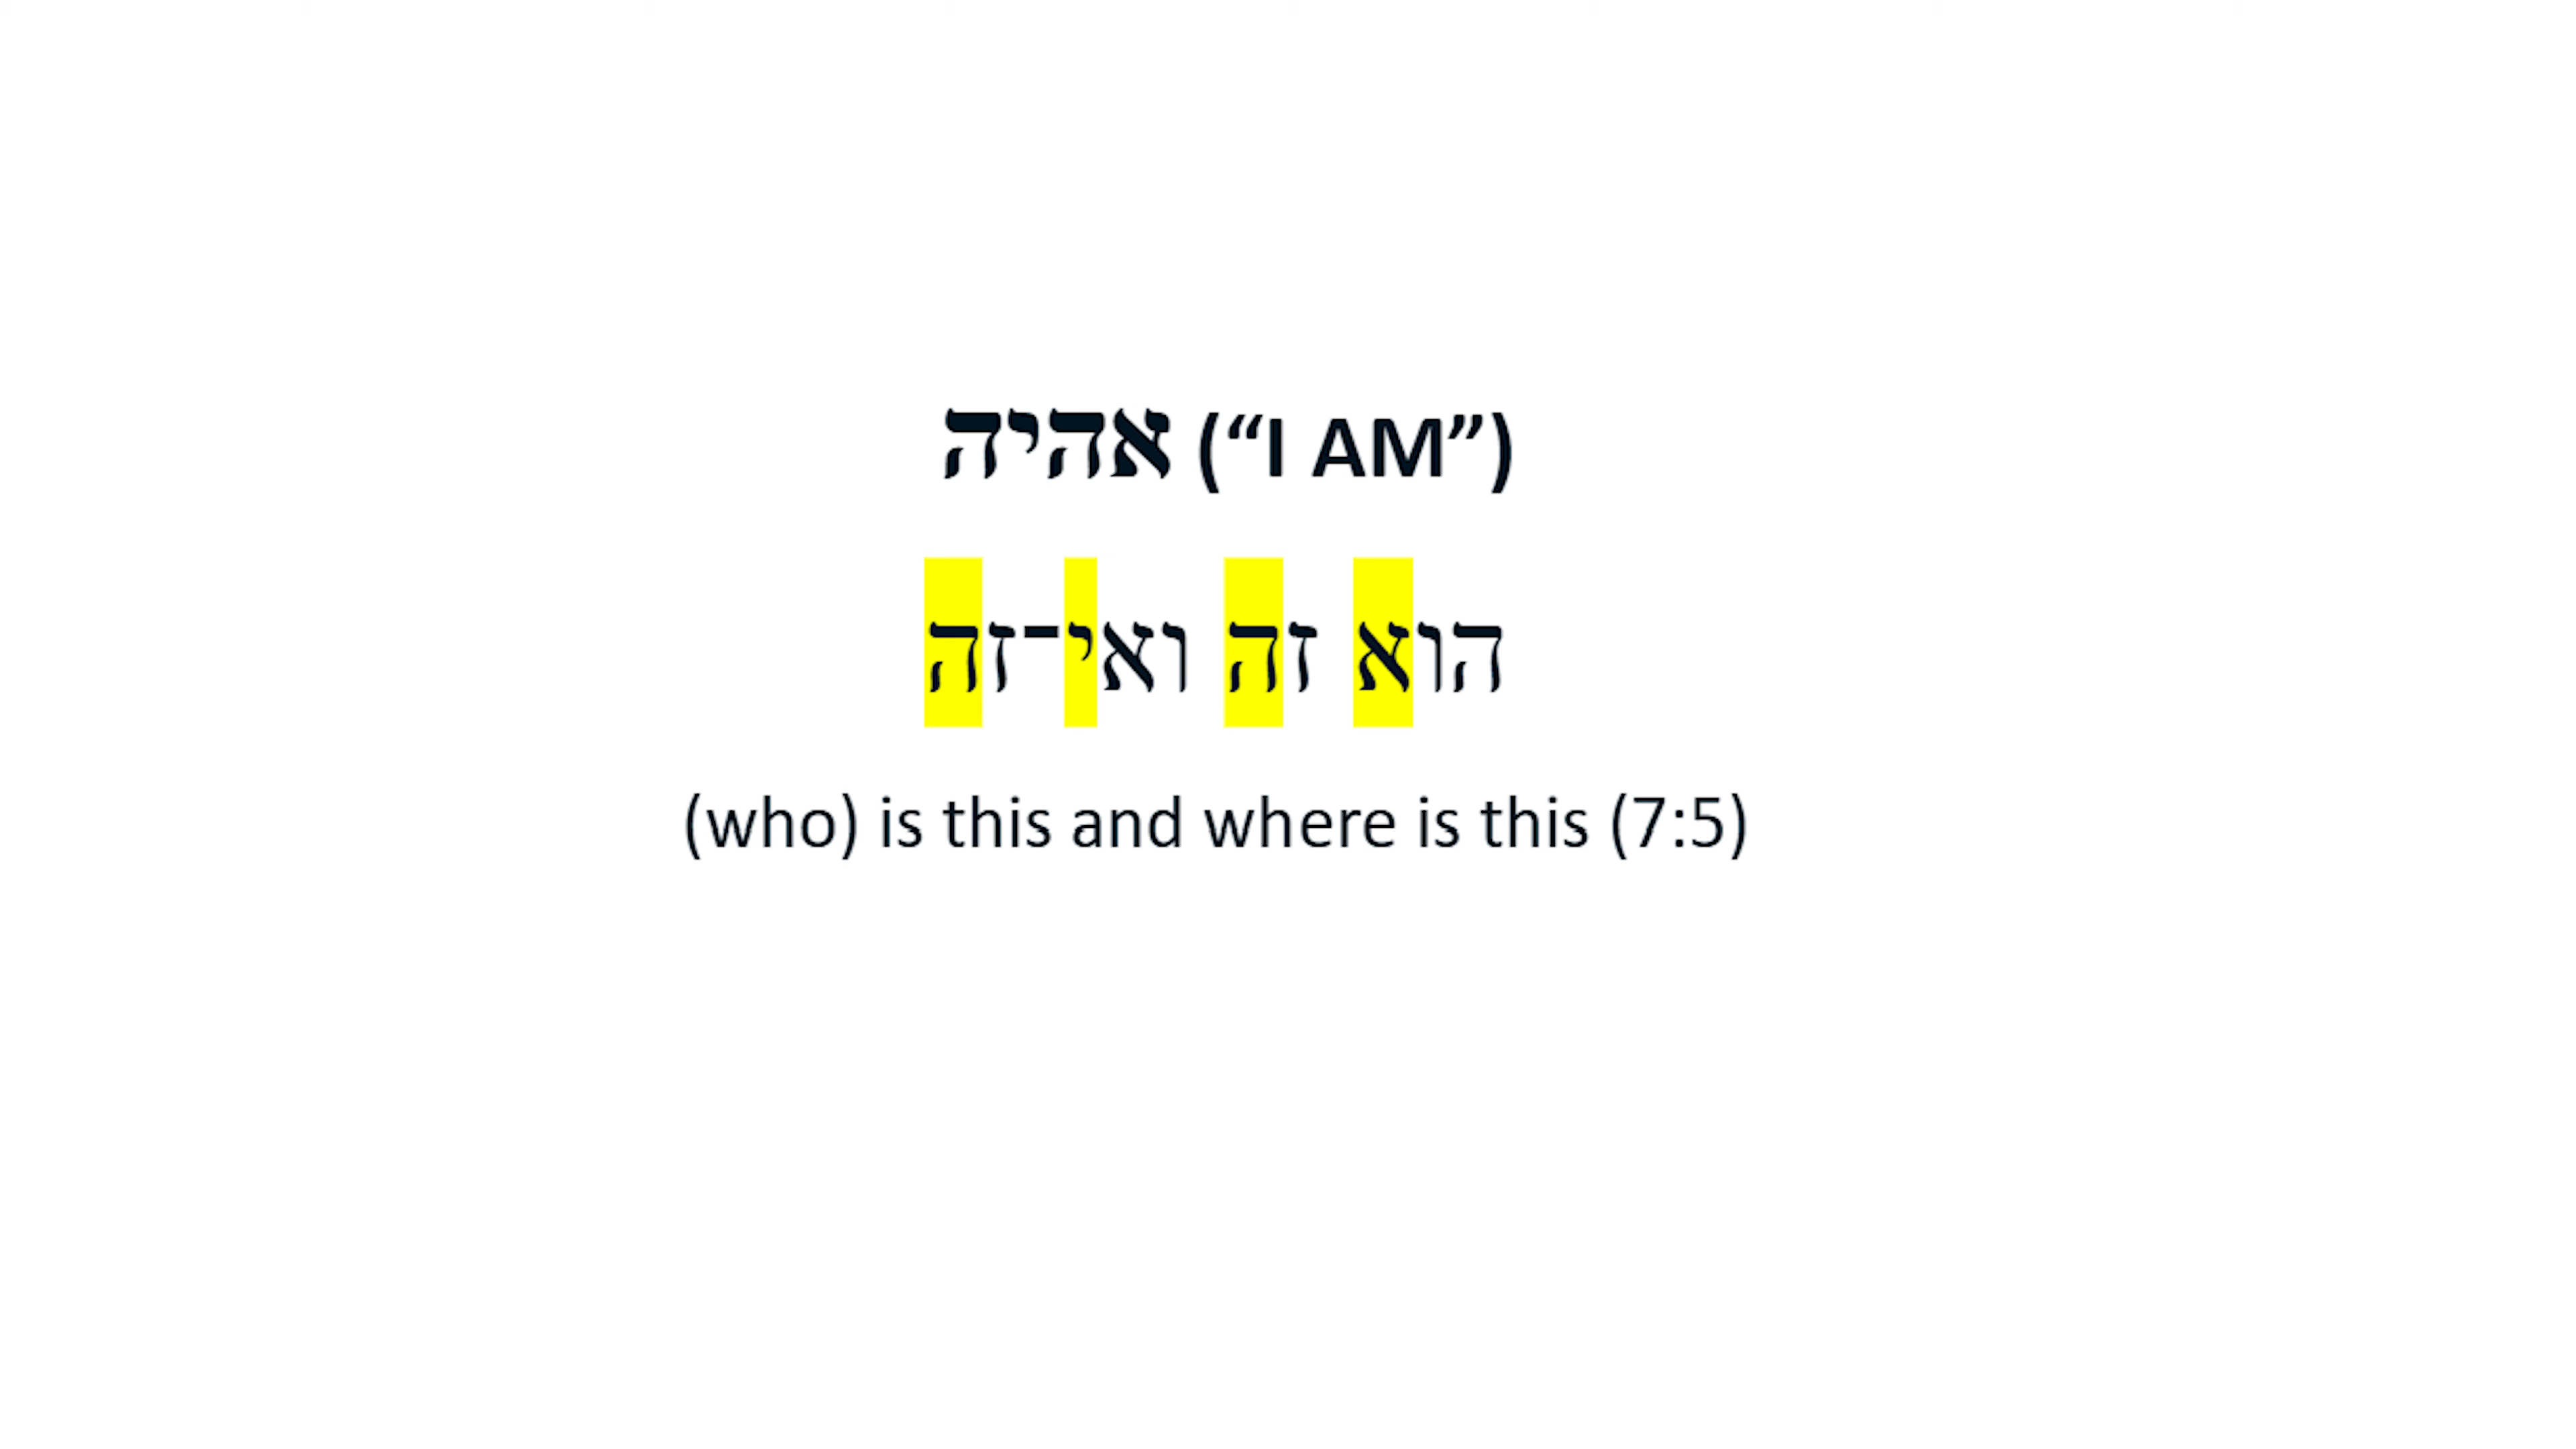 אהיה (“I AM”)
הוא זה ואי־זה
(who) is this and where is this (7:5)